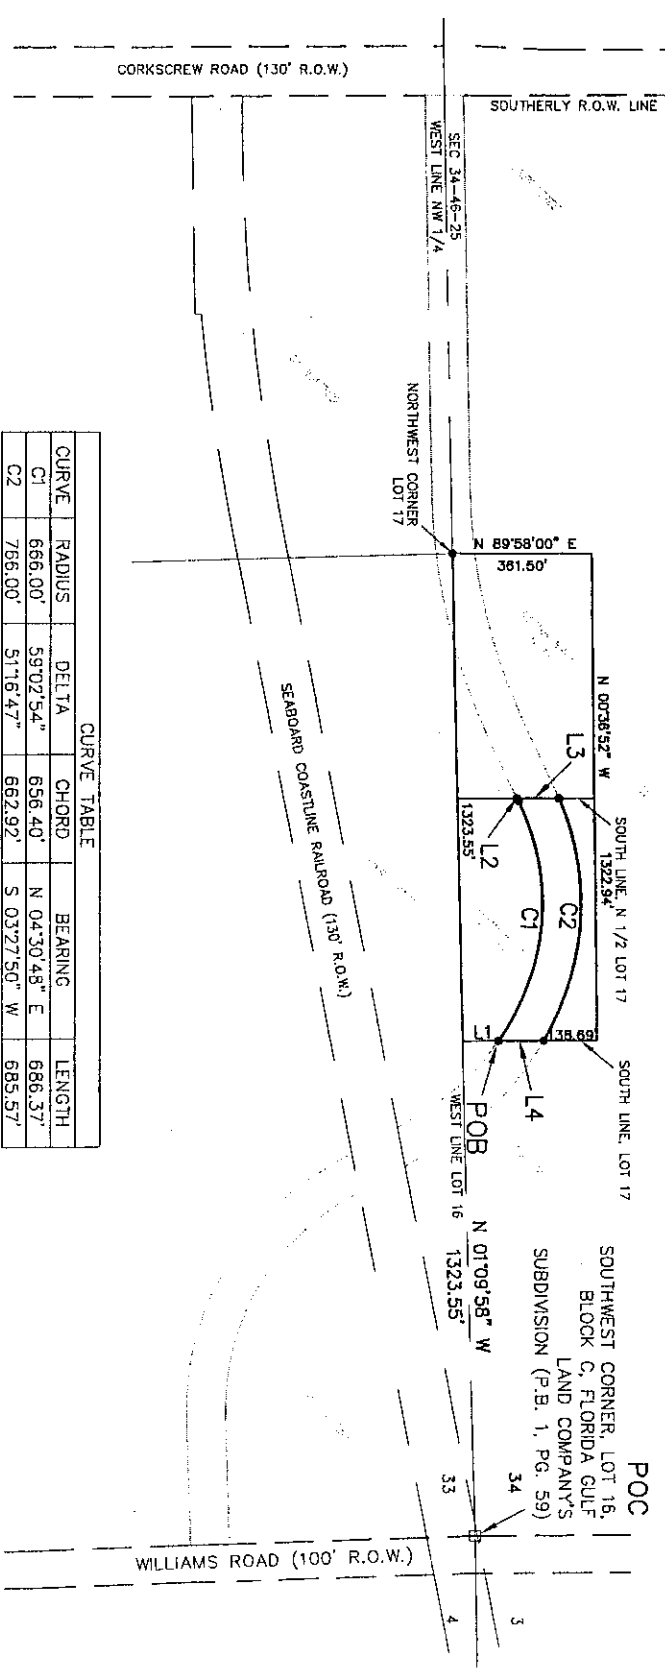 CORKSCREW ROAD (130' R.O.W.)
SOUTHERLY R.O.W. LINE
SEC 34-46-25
WEST LINE NW 1/4
NORTHWEST CORNER
LOT 17
N 89°58'00" E
361.50'
N 00°38'52" W
1322.94'
SOUTH LINE, N 1/2 LOT 17
L3
L2
1323.55'
C1
C2
138.69'
L1
L4
SOUTH LINE, LOT 17
POB
WEST LINE LOT 16
N 01°09'58" W
1323.55'
POC
SOUTHWEST CORNER, LOT 16,
BLOCK C, FLORIDA GULF
LAND COMPANY'S
SUBDIVISION (P.B. 1, PG. 59)
34
33
3
4
SEABOARD COASTLINE RAILROAD (130' R.O.W.)
WILLIAMS ROAD (100' R.O.W.)
CURVE TABLE
CURVE RADIUS DELTA CHORD BEARING LENGTH
C1 666.00' 59°02'54" 656.40' N 04°30'48" E 686.37'
C2 766.00' 51°16'47" 662.92' S 03°27'50" W 685.57'